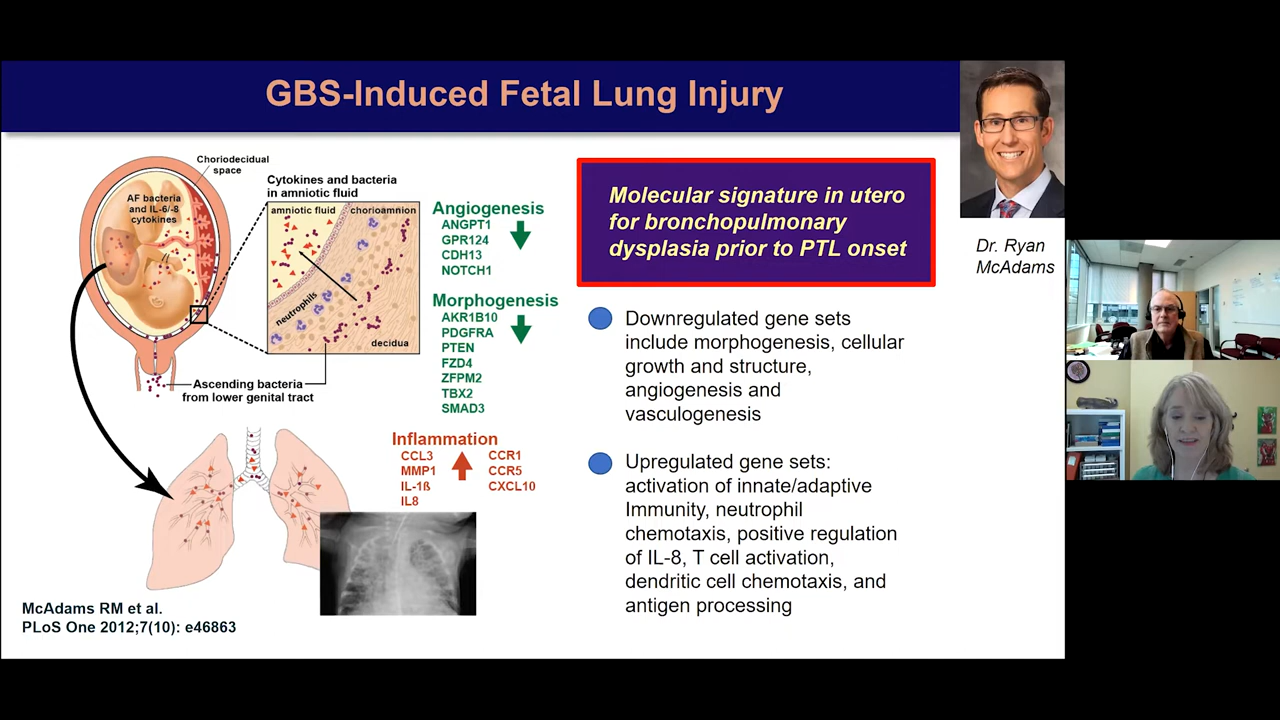 GBS-Induced Fetal Lung Injury
Choriodecidual
space
AF bacteria
and IL-6/-8
cytokines
Cytokines and bacteria
in amniotic fluid
amniotic fluid
chorioamnion
neutrophils
decidua
Ascending bacteria
from lower genital tract
Angiogenesis
ANGPT1
GPR124
CDH13
NOTCH1
Morphogenesis
AKR1B10
PDGFRA
PTEN
FZD4
ZFPM2
TBX2
SMAD3
Inflammation
CCL3
MMP1
IL-1ß
IL8
CCR1
CCR5
CXCL10
McAdams RM et al.
PLoS One 2012;7(10): e46863
Molecular signature in utero
for bronchopulmonary
dysplasia prior to PTL onset
Downregulated gene sets
include morphogenesis, cellular
growth and structure,
angiogenesis and
vasculogenesis
Upregulated gene sets:
activation of innate/adaptive
Immunity, neutrophil
chemotaxis, positive regulation
of IL-8, T cell activation,
dendritic cell chemotaxis, and
antigen processing
Dr. Ryan
McAdams